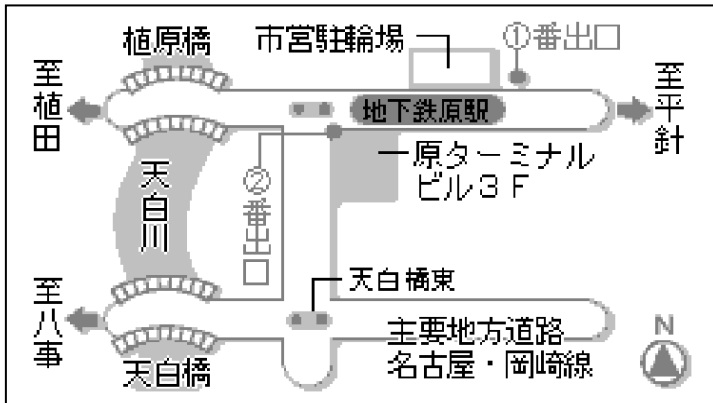 植原橋
市営駐輪場
①番出口
至植田
地下鉄原駅
至平針
原ターミナル
ビル3F
天白川
②番出口
天白橋東
至八事
主要地方道路
名古屋・岡崎線
N
天白橋